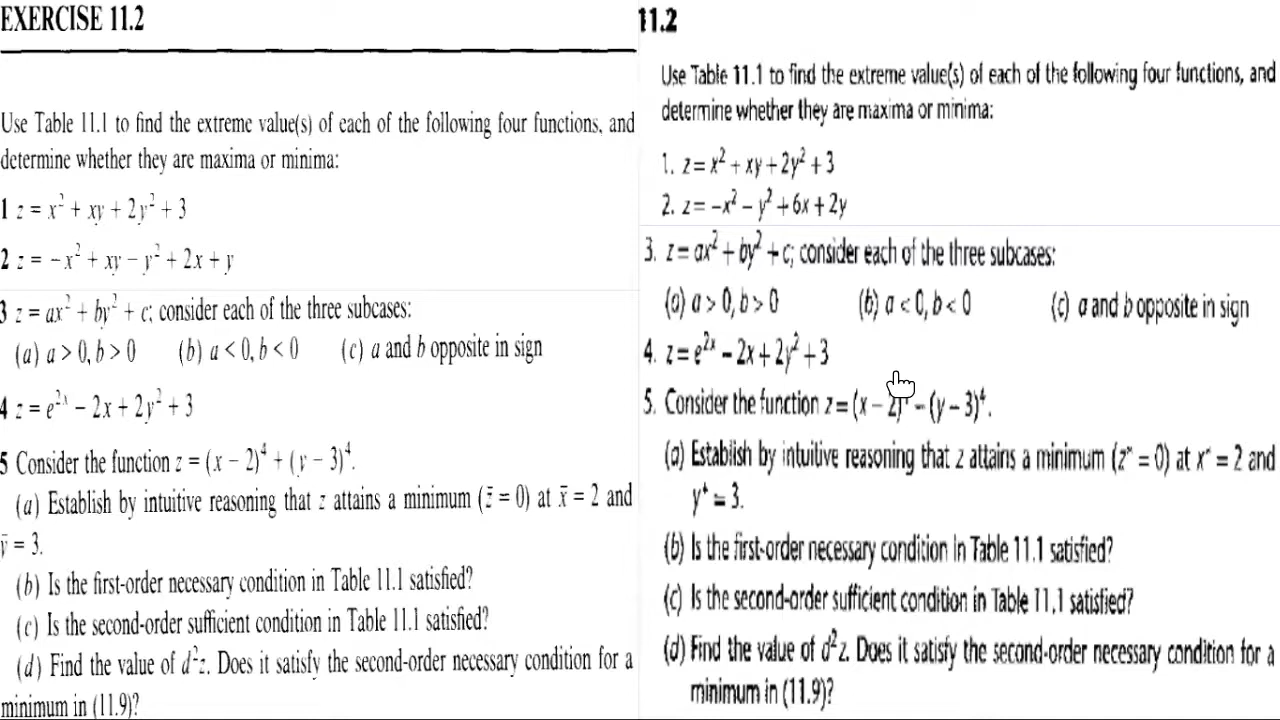 EXERCISE 11.2
Use Table 11.1 to find the extreme value(s) of each of the following four functions, and
determine whether they are maxima or minima:
1 z = x² + xy + 2y² + 3
2 z = −x² + xy − y² + 2x + y
3 z = ax² + by² + c; consider each of the three subcases:
(a) a > 0, b > 0 (b) a < 0, b < 0 (c) a and b opposite in sign
4 z = e²ˣ − 2x + 2y² + 3
5 Consider the function z = (x − 2)⁴ + (y − 3)⁴.
(a) Establish by intuitive reasoning that z attains a minimum (z̄ = 0) at x̄ = 2 and
ȳ = 3.
(b) Is the first-order necessary condition in Table 11.1 satisfied?
(c) Is the second-order sufficient condition in Table 11.1 satisfied?
(d) Find the value of d²z. Does it satisfy the second-order necessary condition for a
minimum in (11.9)?
11.2
Use Table 11.1 to find the extreme value(s) of each of the following four functions, and
determine whether they are maxima or minima:
1. z = x² + xy + 2y² + 3
2. z = −x² − y² + 6x + 2y
3. z = ax² + by² + c; consider each of the three subcases:
(a) a > 0, b > 0 (b) a < 0, b < 0 (c) a and b opposite in sign
4. z = e²ˣ − 2x + 2y² + 3
5. Consider the function z = (x − 2) − (y − 3)⁴.
(a) Establish by intuitive reasoning that z attains a minimum (z* = 0) at x* = 2 and
y* = 3.
(b) Is the first-order necessary condition in Table 11.1 satisfied?
(c) Is the second-order sufficient condition in Table 11.1 satisfied?
(d) Find the value of d²z. Does it satisfy the second-order necessary condition for a
minimum in (11.9)?